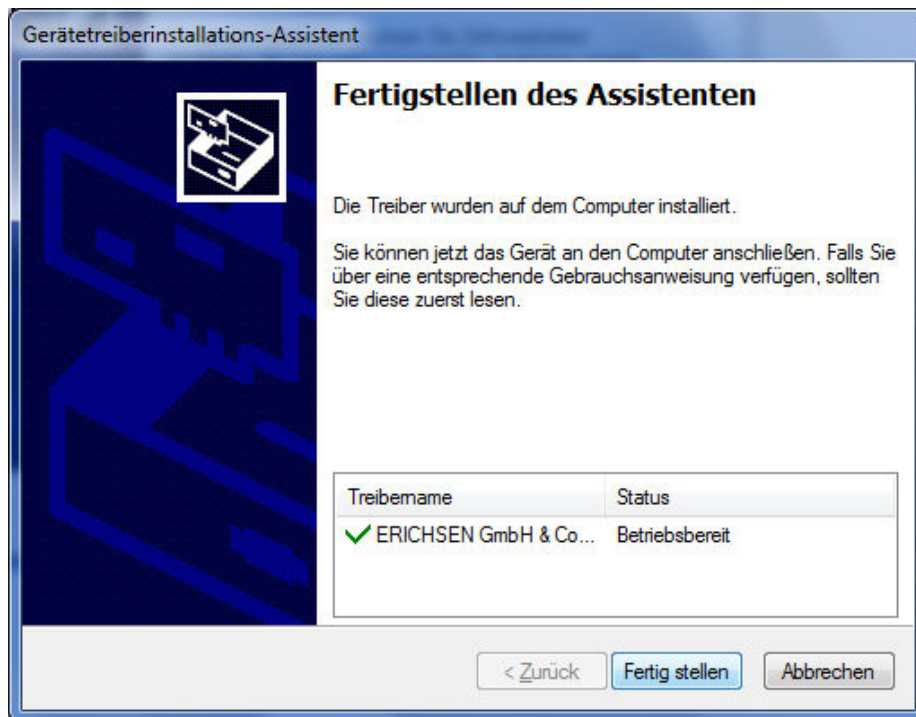 Gerätetreiberinstallations-Assistent
Fertigstellen des Assistenten
Die Treiber wurden auf dem Computer installiert.
Sie können jetzt das Gerät an den Computer anschließen. Falls Sie
über eine entsprechende Gebrauchsanweisung verfügen, sollten
Sie diese zuerst lesen.
Treibername Status
ERICHSEN GmbH & Co... Betriebsbereit
< Zurück Fertig stellen Abbrechen